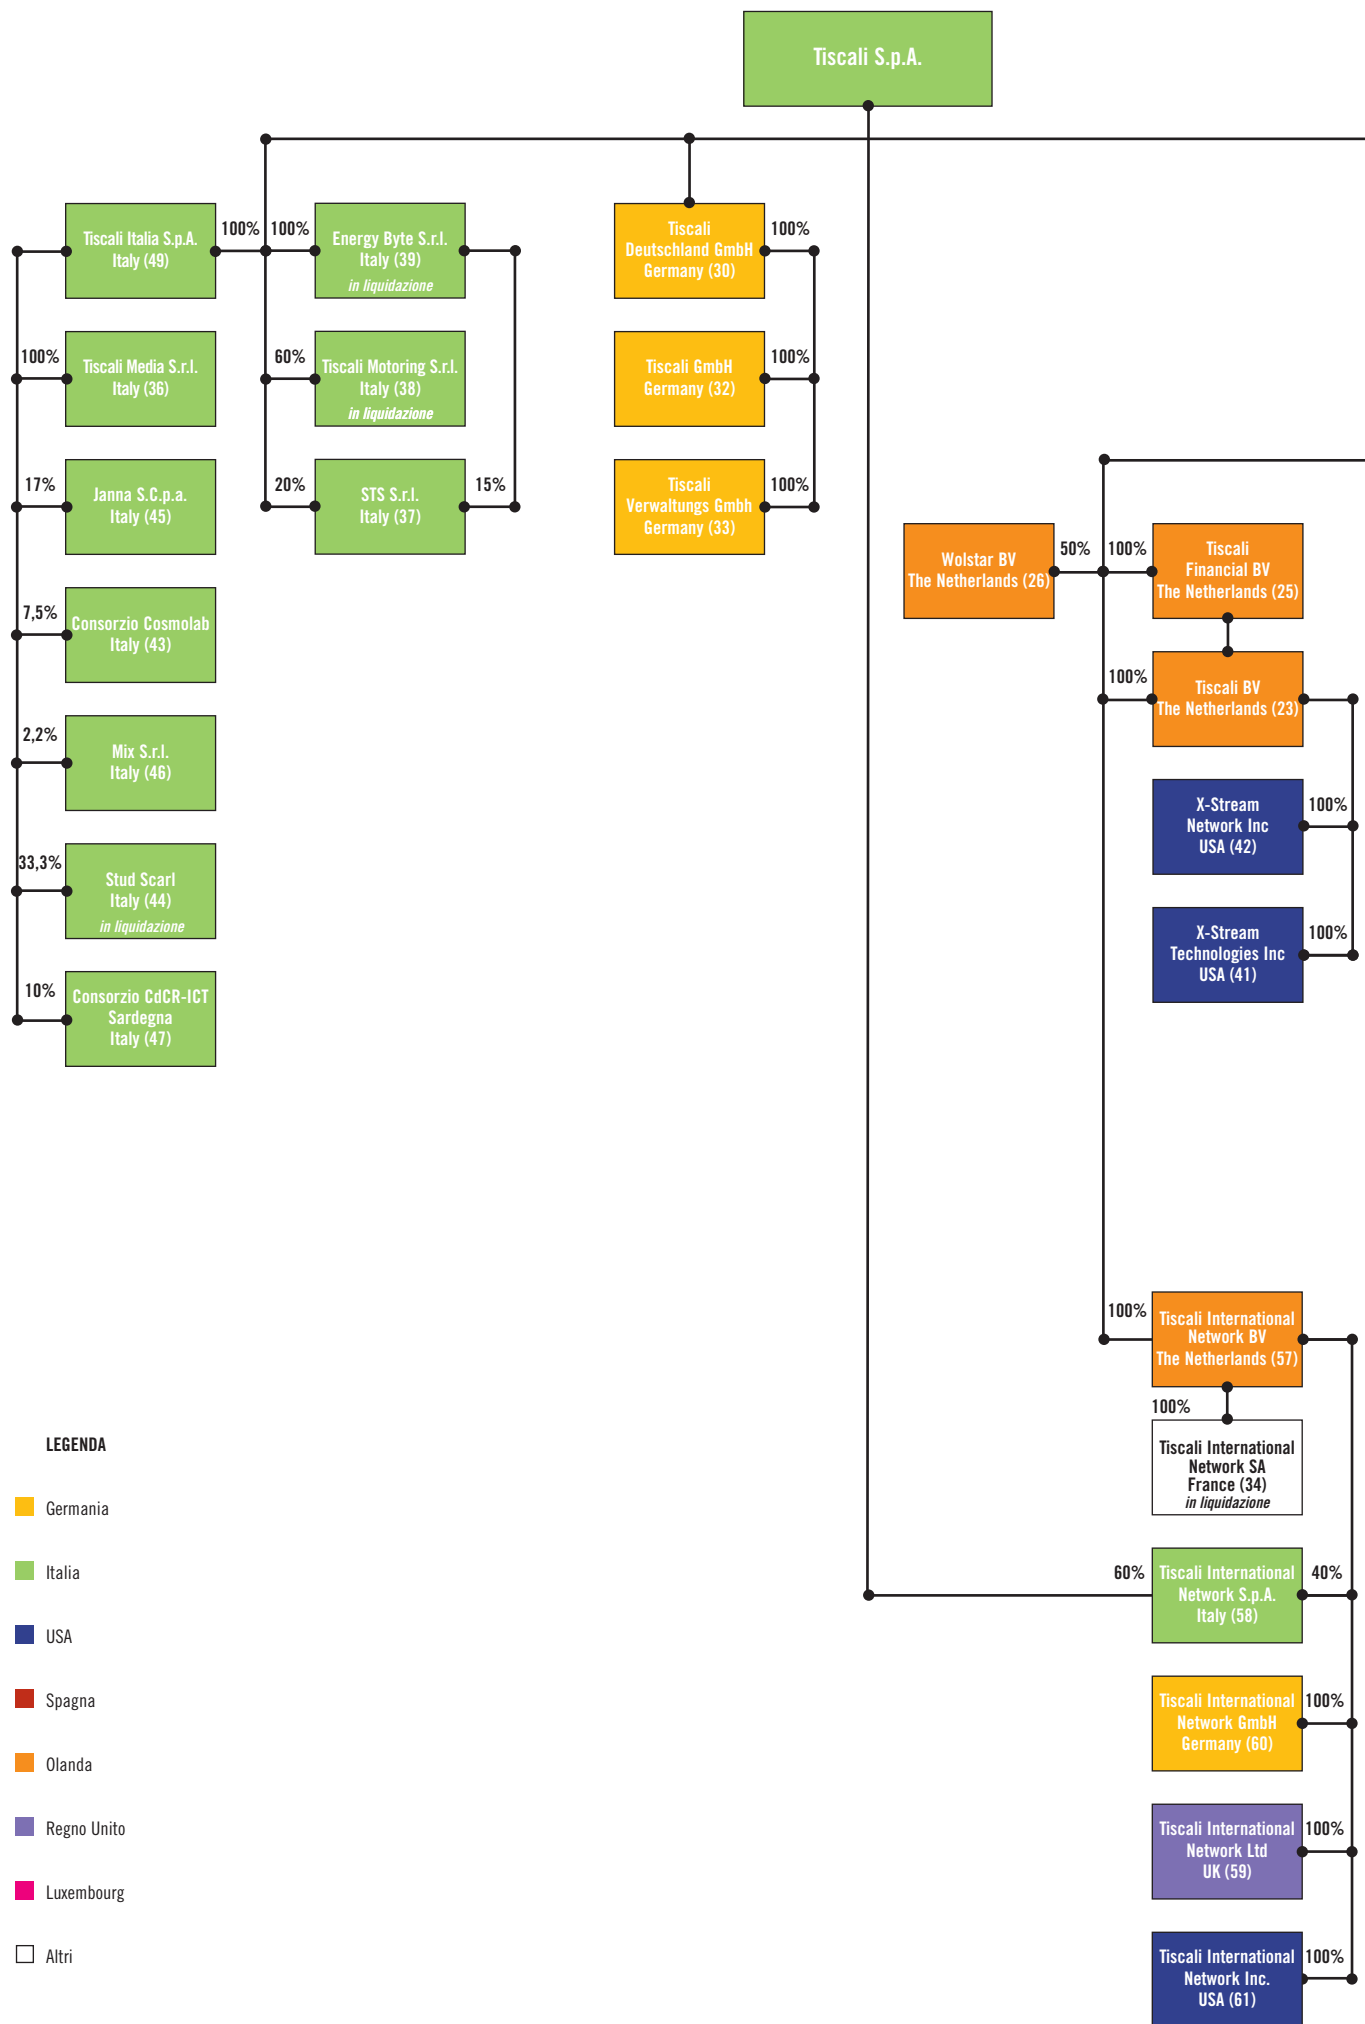 Tiscali S.p.A.
Tiscali Italia S.p.A.
Italy (49)
100%
100%
Energy Byte S.r.l.
Italy (39)
in liquidazione
Tiscali
Deutschland GmbH
Germany (30)
100%
100%
Tiscali Media S.r.l.
Italy (36)
60%
Tiscali Motoring S.r.l.
Italy (38)
in liquidazione
Tiscali GmbH
Germany (32)
100%
17%
Janna S.C.p.a.
Italy (45)
20%
STS S.r.l.
Italy (37)
15%
Tiscali
Verwaltungs Gmbh
Germany (33)
100%
Wolstar BV
The Netherlands (26)
50%
100%
Tiscali
Financial BV
The Netherlands (25)
7,5%
Consorzio Cosmolab
Italy (43)
100%
Tiscali BV
The Netherlands (23)
2,2%
Mix S.r.l.
Italy (46)
X-Stream
Network Inc
USA (42)
100%
33,3%
Stud Scarl
Italy (44)
in liquidazione
X-Stream
Technologies Inc
USA (41)
100%
10%
Consorzio CdCR-ICT
Sardegna
Italy (47)
100%
Tiscali International
Network BV
The Netherlands (57)
100%
Tiscali International
Network SA
France (34)
in liquidazione
60%
Tiscali International
Network S.p.A.
Italy (58)
40%
Tiscali International
Network GmbH
Germany (60)
100%
Tiscali International
Network Ltd
UK (59)
100%
Tiscali International
Network Inc.
USA (61)
100%
LEGENDA
Germania
Italia
USA
Spagna
Olanda
Regno Unito
Luxembourg
Altri